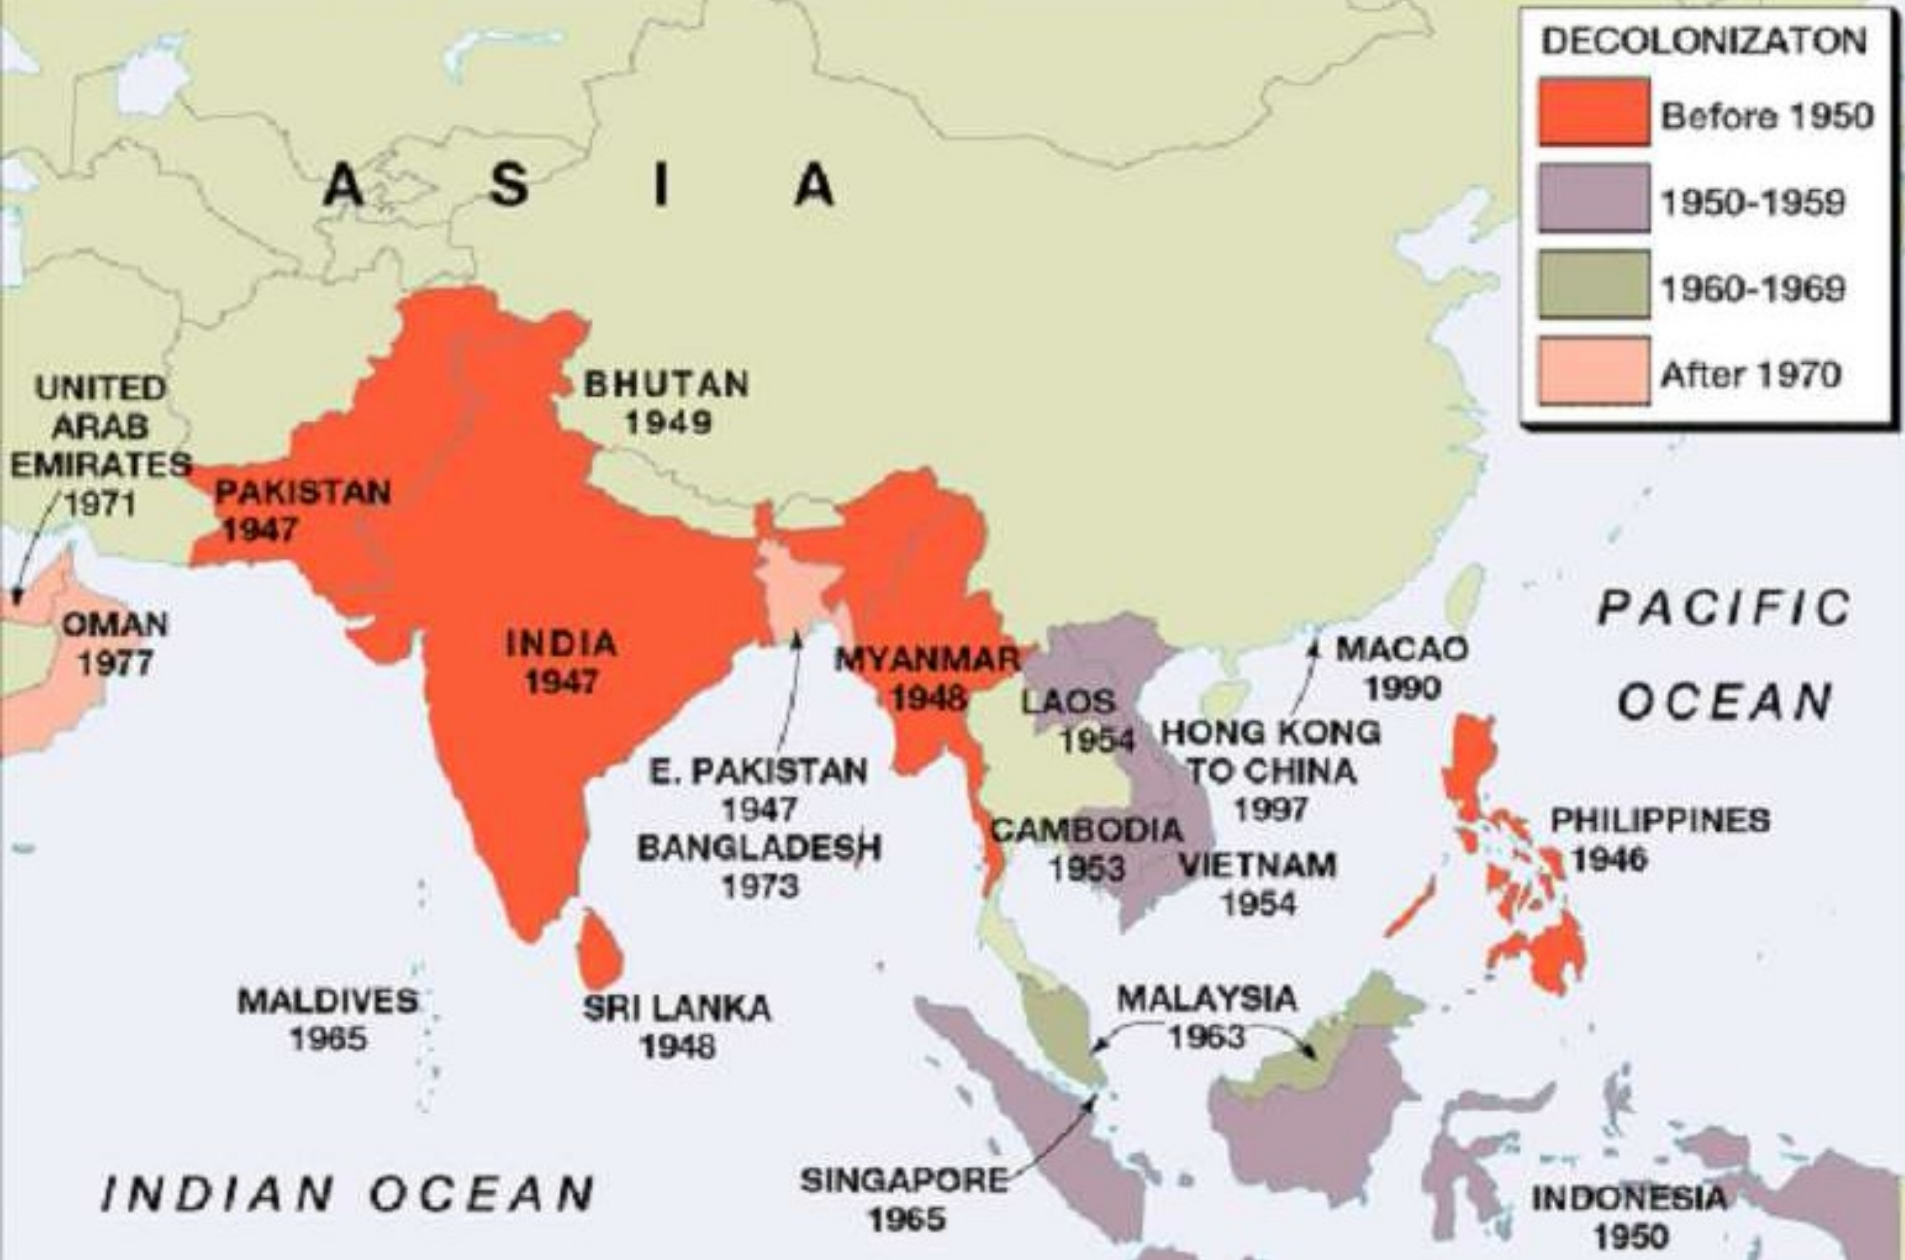 DECOLONIZATON
Before 1950
1950-1959
1960-1969
After 1970
A S I A
BHUTAN
1949
UNITED
ARAB
EMIRATES
1971
PAKISTAN
1947
OMAN
1977
INDIA
1947
MYANMAR
1948
LAOS
1954
MACAO
1990
PACIFIC
OCEAN
HONG KONG
TO CHINA
1997
E. PAKISTAN
1947
BANGLADESH
1973
CAMBODIA
1953
VIETNAM
1954
PHILIPPINES
1946
MALDIVES
1965
SRI LANKA
1948
MALAYSIA
1963
SINGAPORE
1965
INDIAN OCEAN
INDONESIA
1950